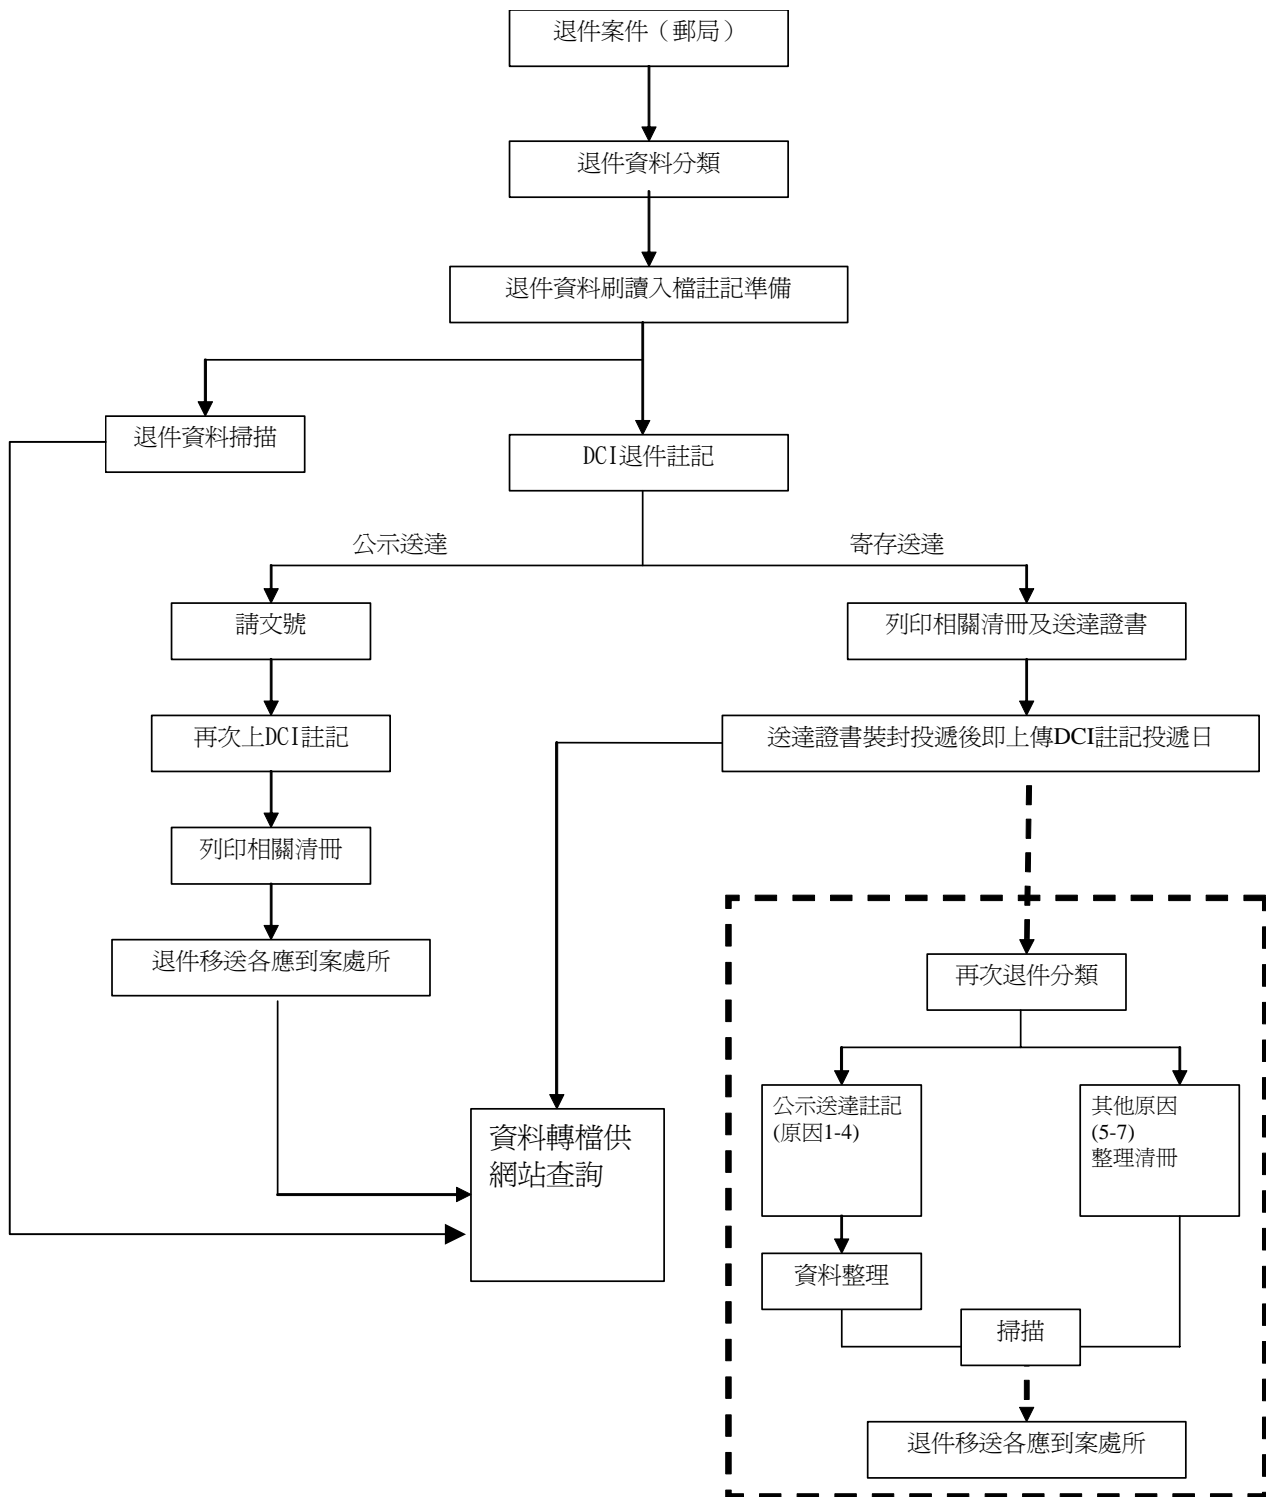 退件案件（郵局）
退件資料分類
退件資料刷讀入檔註記準備
退件資料掃描
DCI退件註記
公示送達
寄存送達
請文號
列印相關清冊及送達證書
再次上DCI註記
送達證書裝封投遞後即上傳DCI註記投遞日
列印相關清冊
退件移送各應到案處所
再次退件分類
資料轉檔供
網站查詢
公示送達註記
(原因1-4)
其他原因
(5-7)
整理清冊
資料整理
掃描
退件移送各應到案處所